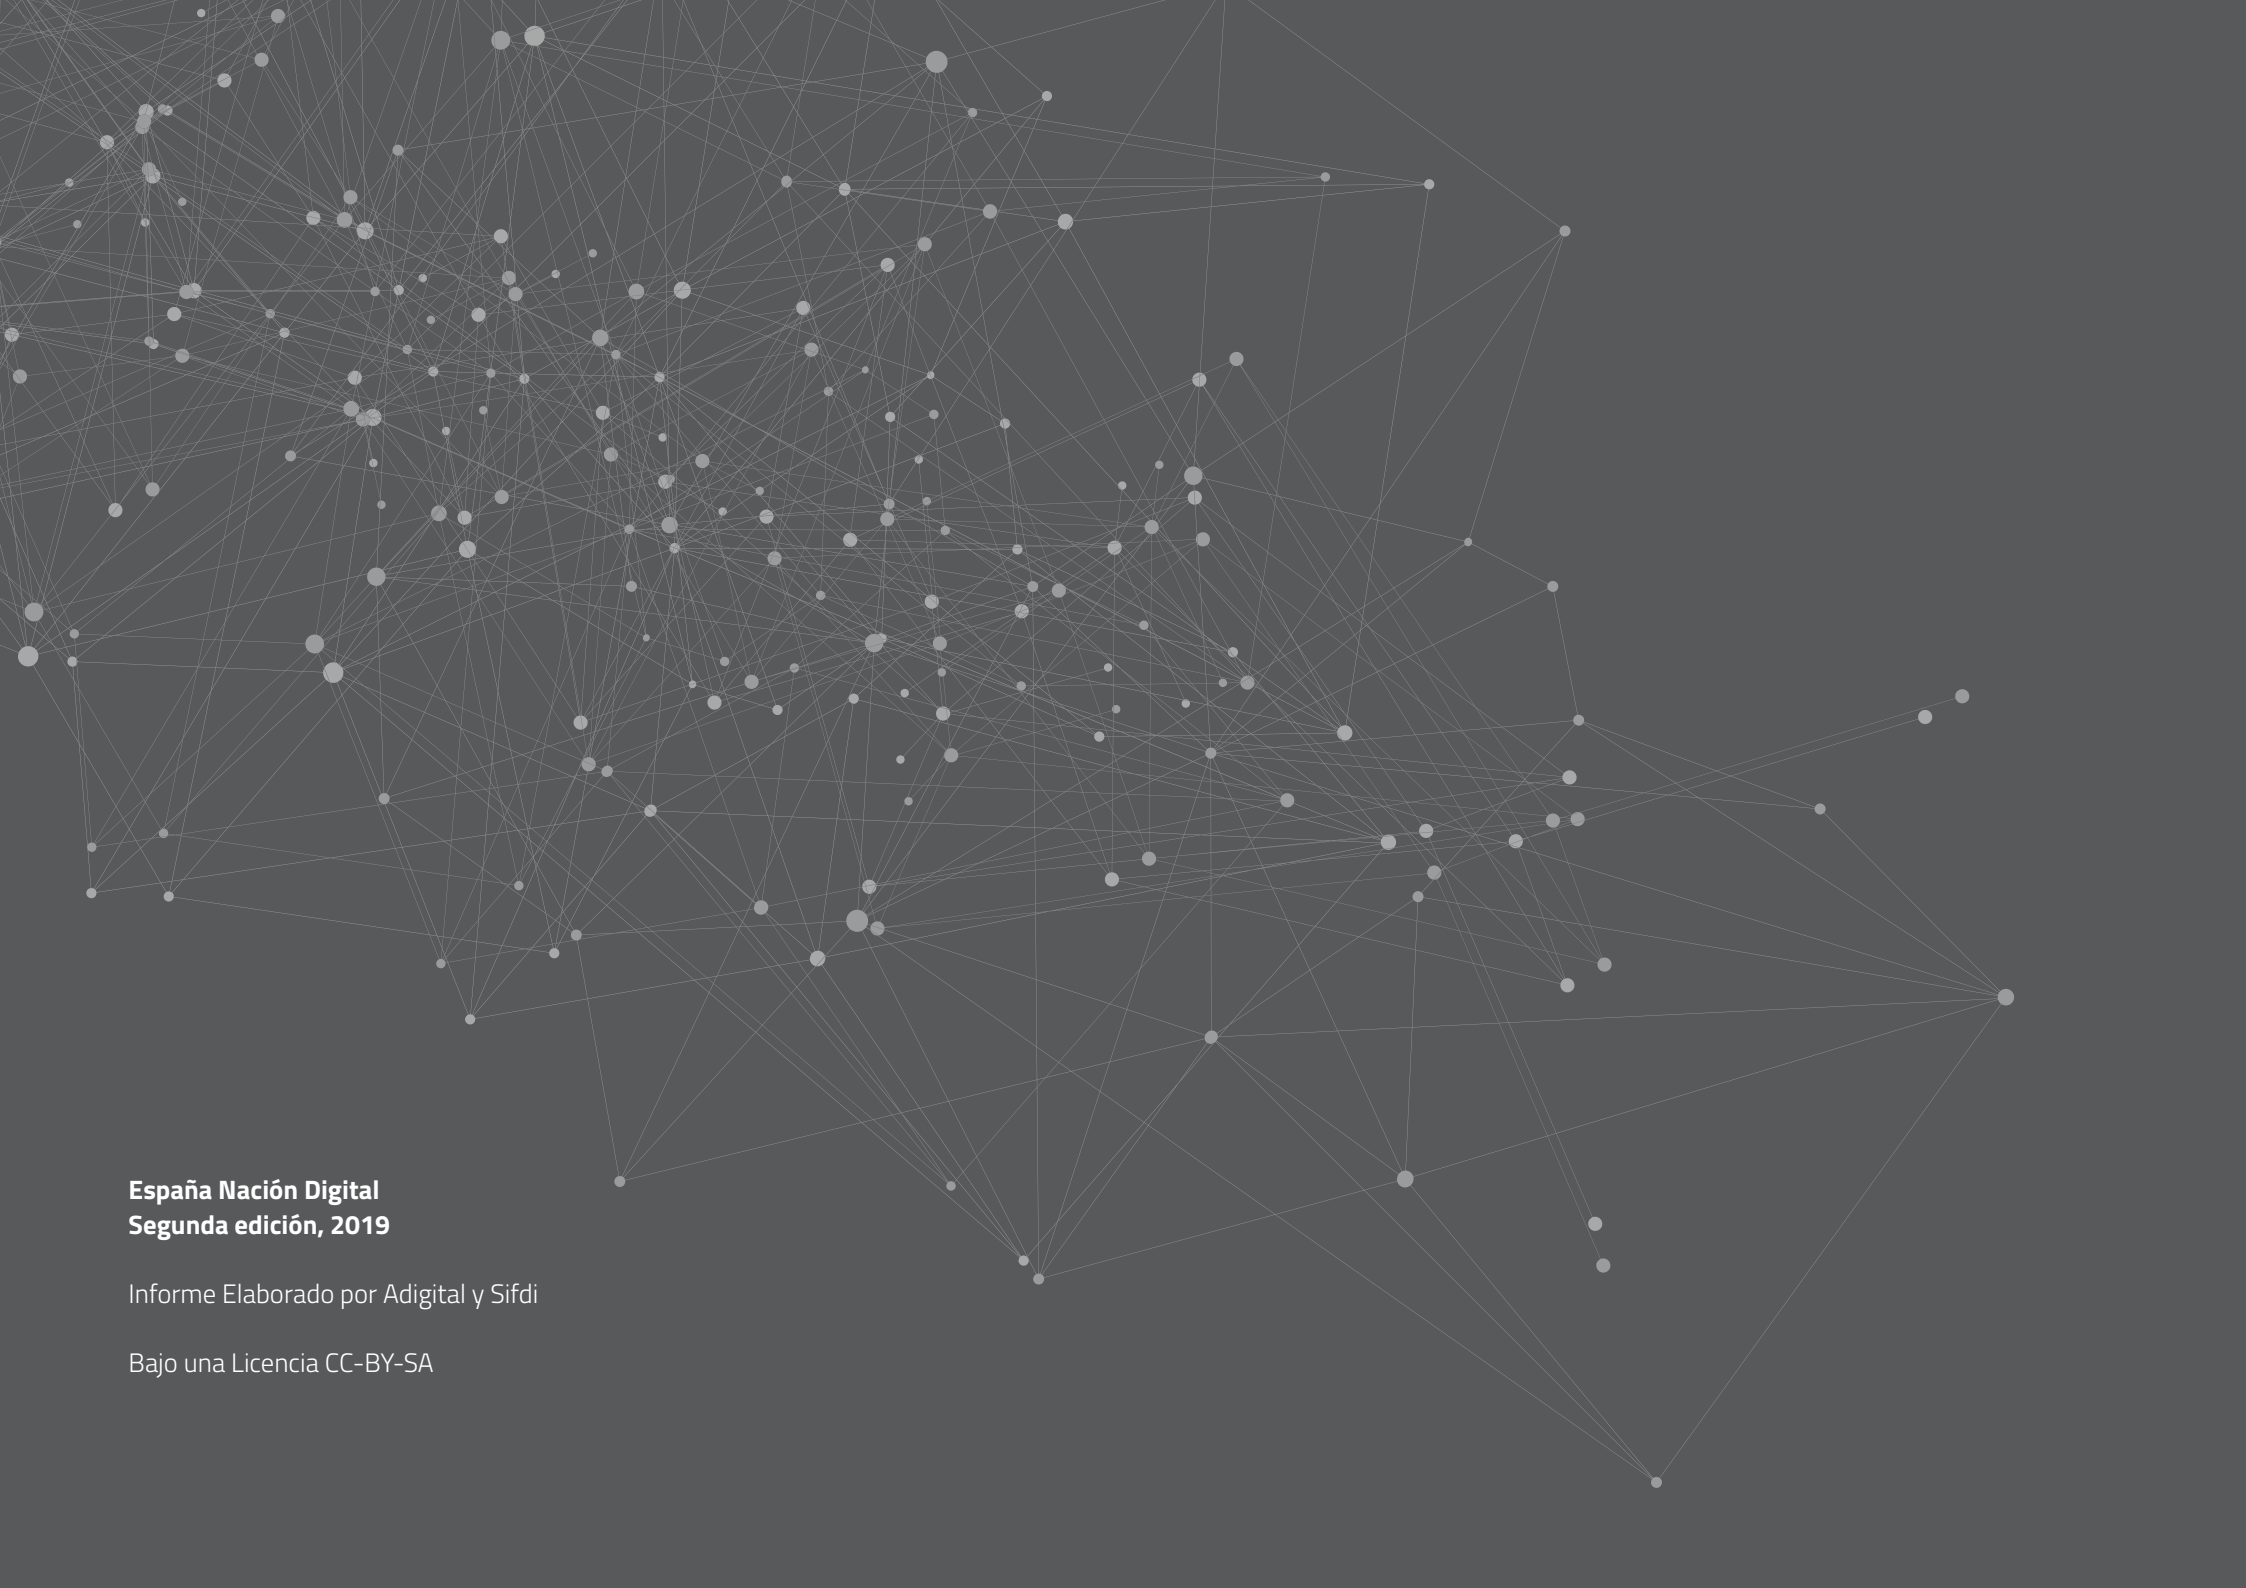 España Nación Digital
Segunda edición, 2019
Informe Elaborado por Adigital y Sifdi
Bajo una Licencia CC-BY-SA